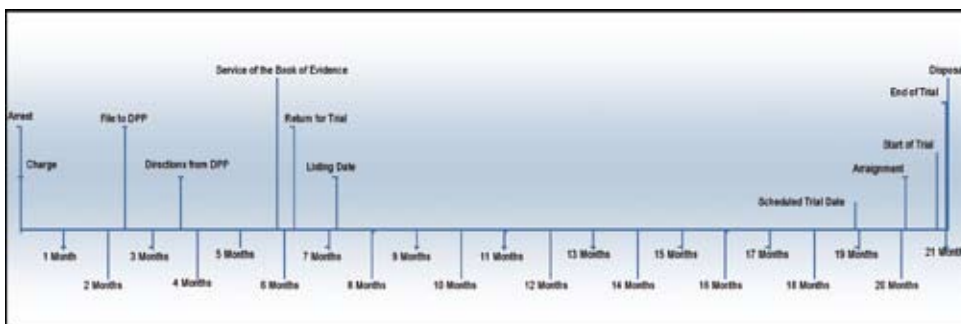 Service of the Book of Evidence
Disposa
End of Trial
Arrest
File to DPP
Return for Trial
Start of Trial
Charge
Directions from DPP
Listing Date
Arraignment
Scheduled Trial Date
1 Month
3 Months
5 Months
7 Months
9 Months
11 Months
13 Months
15 Months
17 Months
19 Months
21 Month
2 Months
4 Months
6 Months
8 Months
10 Months
12 Months
14 Months
16 Months
18 Months
20 Months